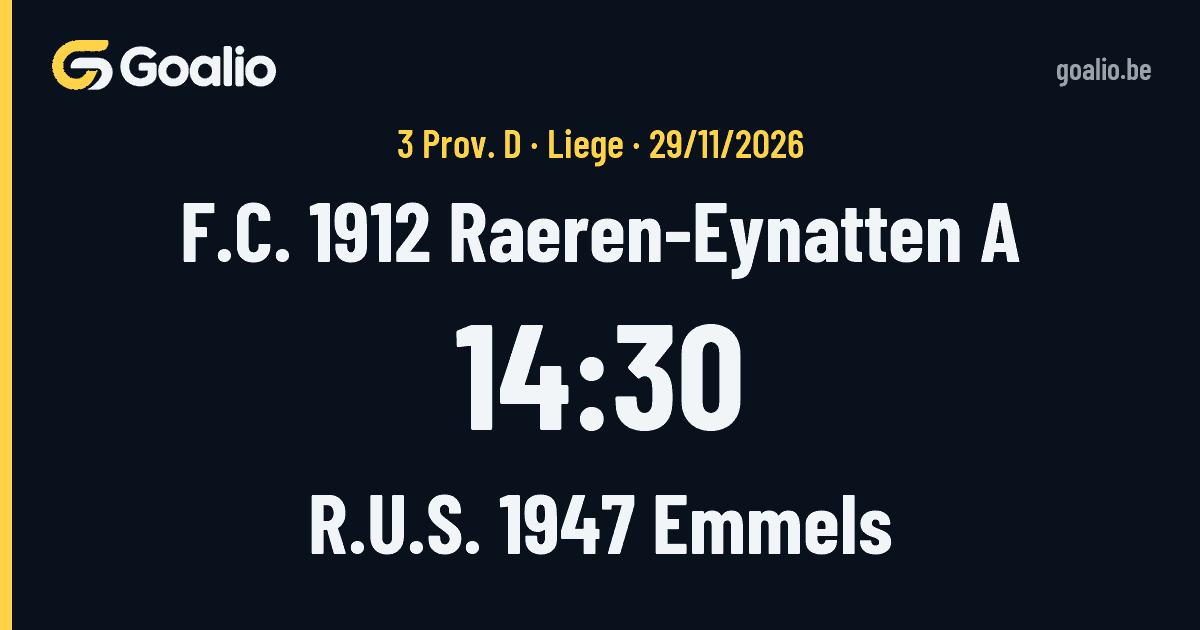 Goalio
goalio.be
3 Prov. D · Liege · 29/11/2026
F.C. 1912 Raeren-Eynatten A
14:30
R.U.S. 1947 Emmels